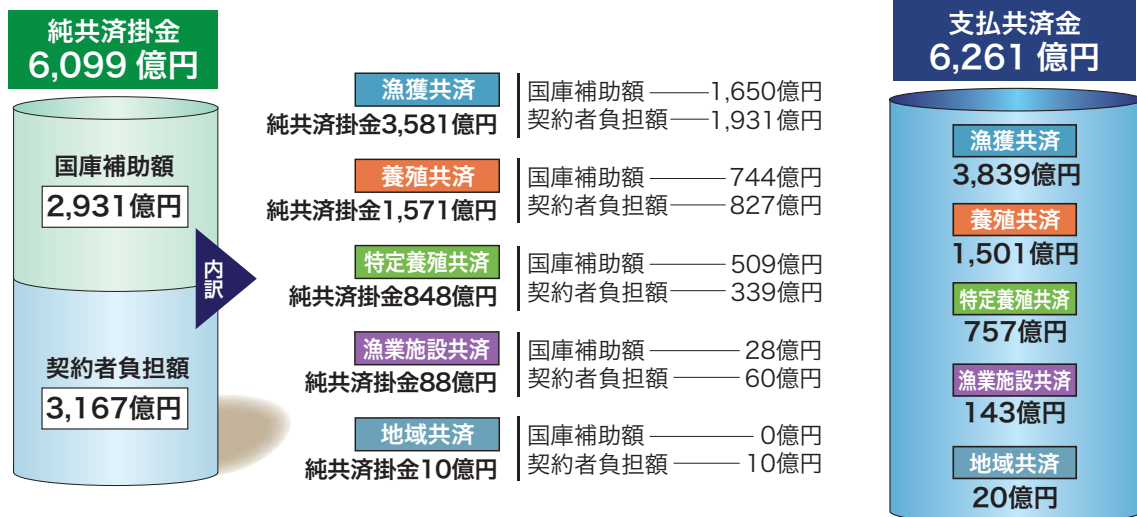 純共済掛金
6,099 億円
国庫補助額
2,931億円
契約者負担額
3,167億円
内訳
漁獲共済
純共済掛金3,581億円
国庫補助額 1,650億円
契約者負担額 1,931億円
養殖共済
純共済掛金1,571億円
国庫補助額 744億円
契約者負担額 827億円
特定養殖共済
純共済掛金848億円
国庫補助額 509億円
契約者負担額 339億円
漁業施設共済
純共済掛金88億円
国庫補助額 28億円
契約者負担額 60億円
地域共済
純共済掛金10億円
国庫補助額 0億円
契約者負担額 10億円
支払共済金
6,261 億円
漁獲共済
3,839億円
養殖共済
1,501億円
特定養殖共済
757億円
漁業施設共済
143億円
地域共済
20億円